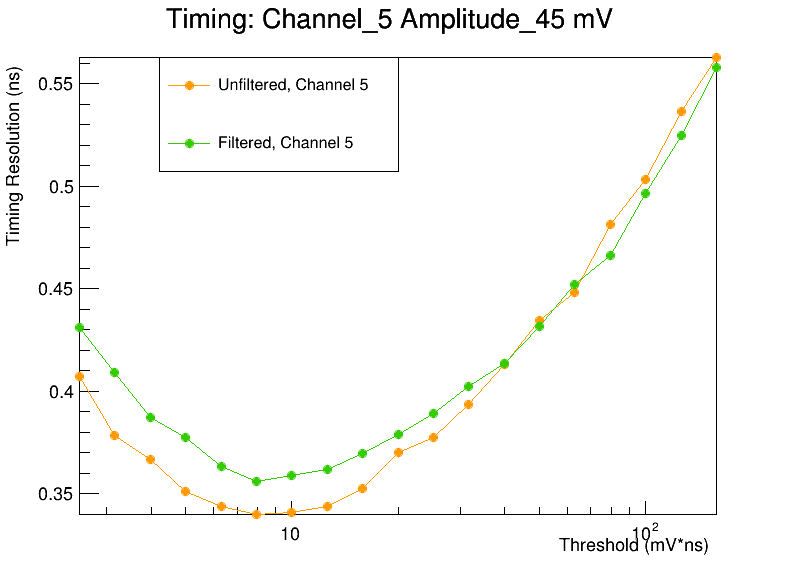 Timing: Channel_5 Amplitude_45 mV
Timing Resolution (ns)
Unfiltered, Channel 5
Filtered, Channel 5
0.55
0.5
0.45
0.4
0.35
10
10²
Threshold (mV*ns)